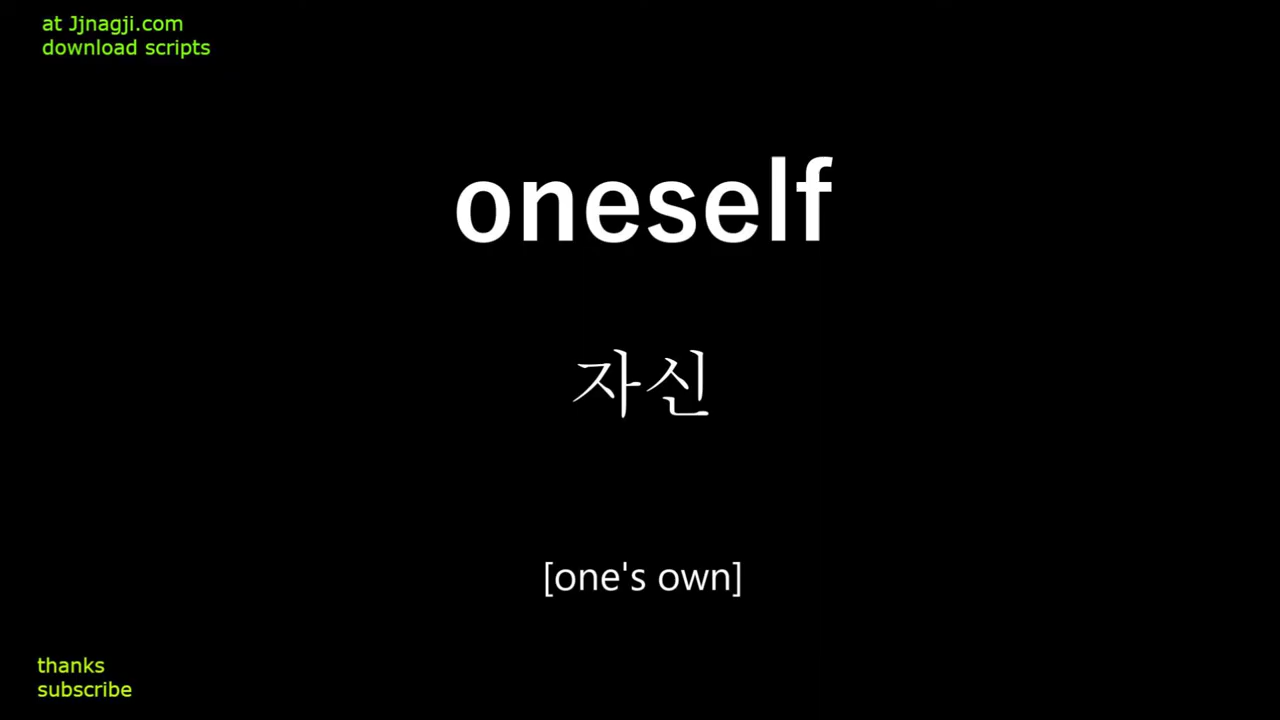 at Jjnagji.com
download scripts
oneself
자신
[one's own]
thanks
subscribe